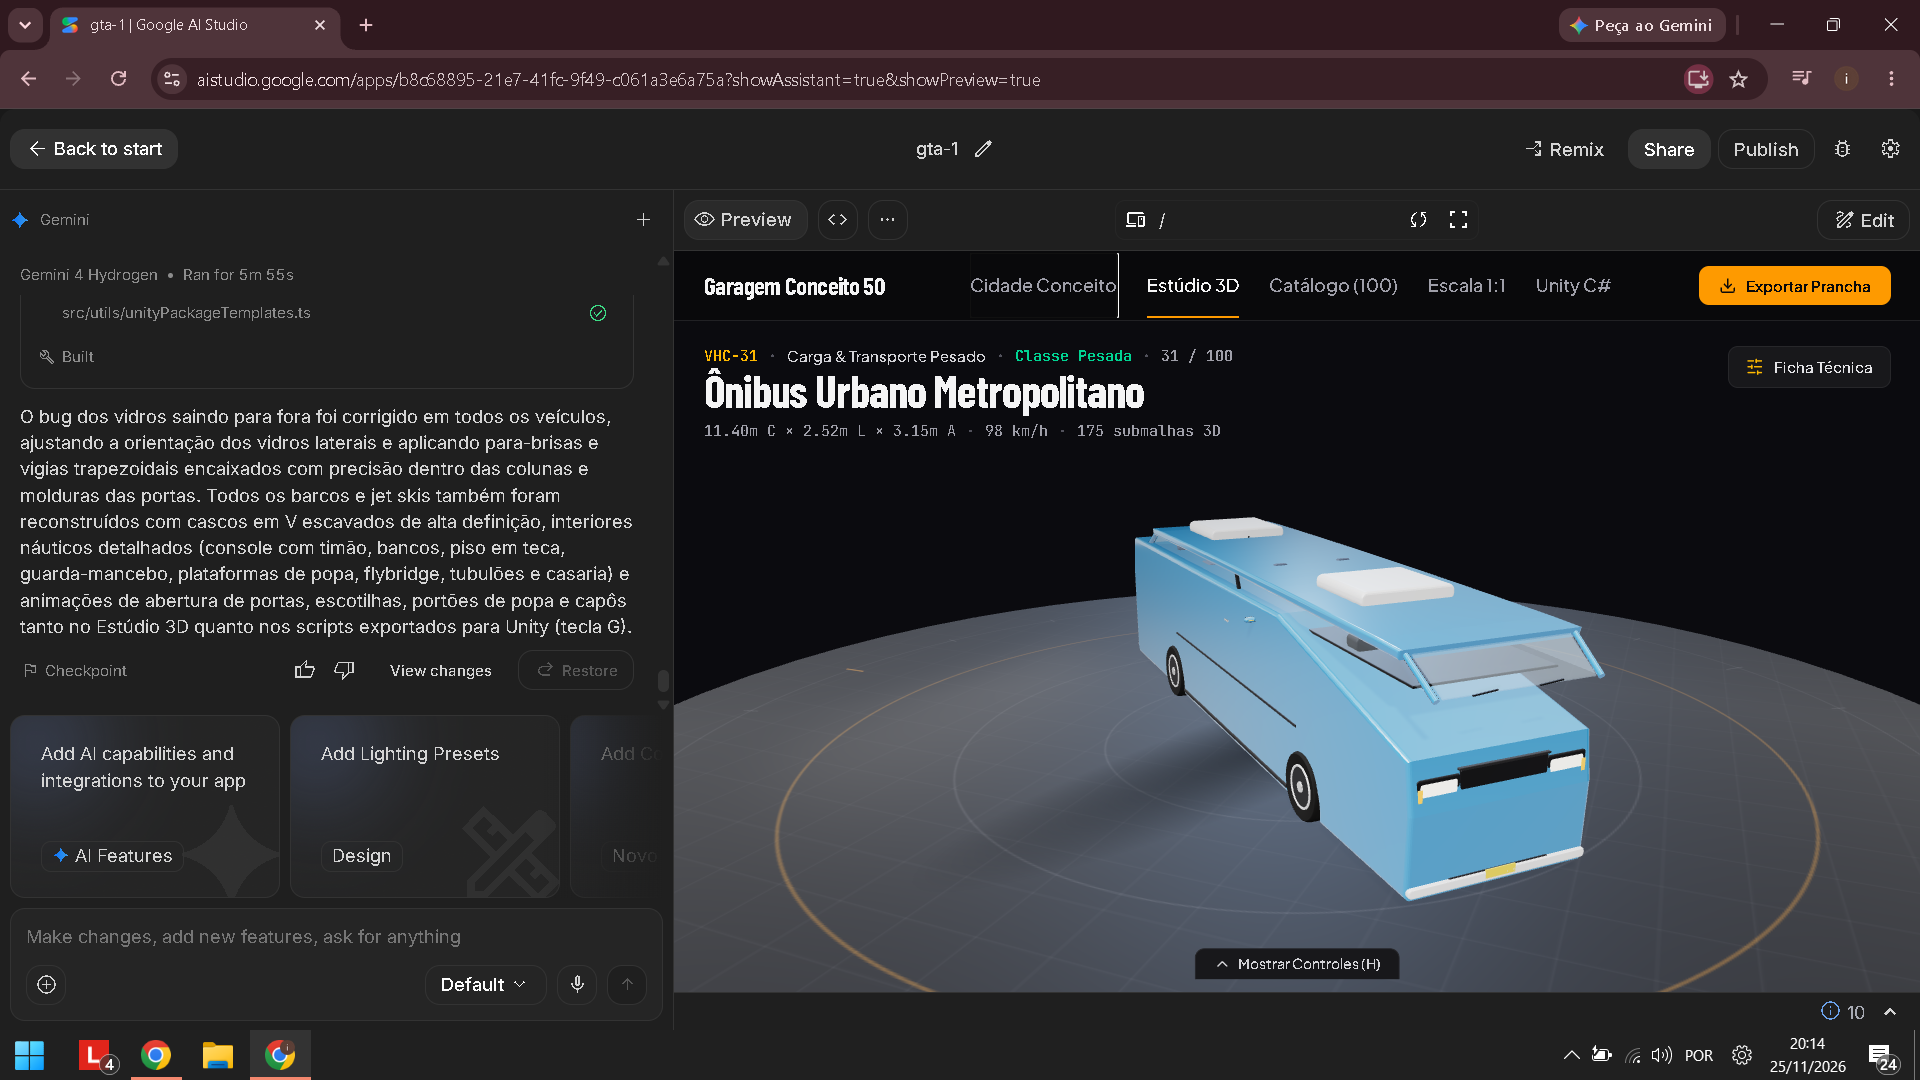 gta-1 | Google AI Studio
Peça ao Gemini
aistudio.google.com/apps/b8c68895-21e7-41fc-9f49-c061a3e6a75a?showAssistant=true&showPreview=true
i
Back to start
gta-1
Remix
Share
Publish
Gemini
Preview
/
Edit
Gemini 4 Hydrogen • Ran for 5m 55s
src/utils/unityPackageTemplates.ts
Built
O bug dos vidros saindo para fora foi corrigido em todos os veículos,
ajustando a orientação dos vidros laterais e aplicando para-brisas e
vigias trapezoidais encaixados com precisão dentro das colunas e
molduras das portas. Todos os barcos e jet skis também foram
reconstruídos com cascos em V escavados de alta definição, interiores
náuticos detalhados (console com timão, bancos, piso em teca,
guarda-mancebo, plataformas de popa, flybridge, tubulões e casaria) e
animações de abertura de portas, escotilhas, portões de popa e capôs
tanto no Estúdio 3D quanto nos scripts exportados para Unity (tecla G).
Checkpoint
View changes
Restore
Add AI capabilities and
integrations to your app
AI Features
Add Lighting Presets
Design
Add Co
Novo
Make changes, add new features, ask for anything
Default
Garagem Conceito 50
Cidade Conceito
Estúdio 3D
Catálogo (100)
Escala 1:1
Unity C#
Exportar Prancha
VHC-31 · Carga & Transporte Pesado · Classe Pesada · 31 / 100
Ônibus Urbano Metropolitano
11.40m C × 2.52m L × 3.15m A · 98 km/h · 175 submalhas 3D
Ficha Técnica
Mostrar Controles (H)
10
L
4
i
POR
20:14
25/11/2026
24